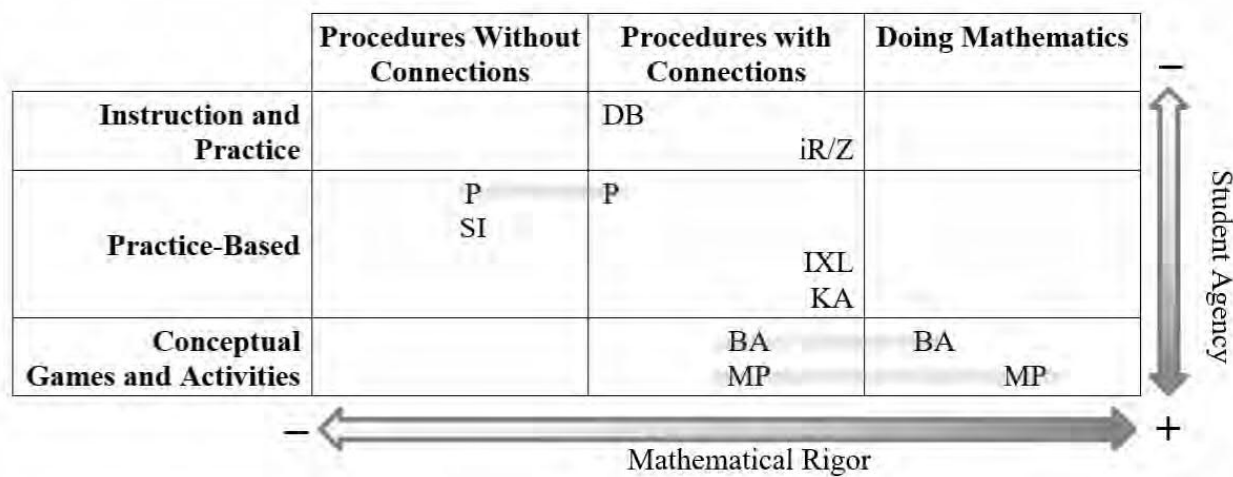 Procedures Without Connections
Procedures with Connections
Doing Mathematics
−
Instruction and Practice
DB
iR/Z
P P
SI
Practice-Based
IXL
KA
Conceptual
Games and Activities
BA BA
MP MP
Student Agency
− +
Mathematical Rigor